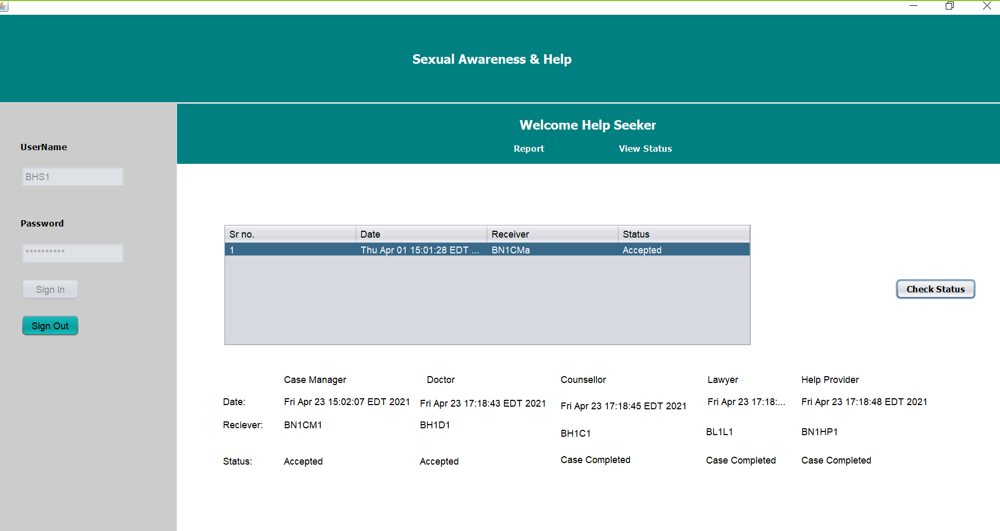 Sexual Awareness & Help
Welcome Help Seeker
Report View Status
UserName
BHS1
Password
**********
Sign In
Sign Out
Sr no. Date Receiver Status
1 Thu Apr 01 15:01:28 EDT ... BN1CMa Accepted
Check Status
Case Manager Doctor Counsellor Lawyer Help Provider
Date: Fri Apr 23 15:02:07 EDT 2021 Fri Apr 23 17:18:43 EDT 2021 Fri Apr 23 17:18:45 EDT 2021 Fri Apr 23 17:18:... Fri Apr 23 17:18:48 EDT 2021
Reciever: BN1CM1 BH1D1 BH1C1 BL1L1 BN1HP1
Status: Accepted Accepted Case Completed Case Completed Case Completed